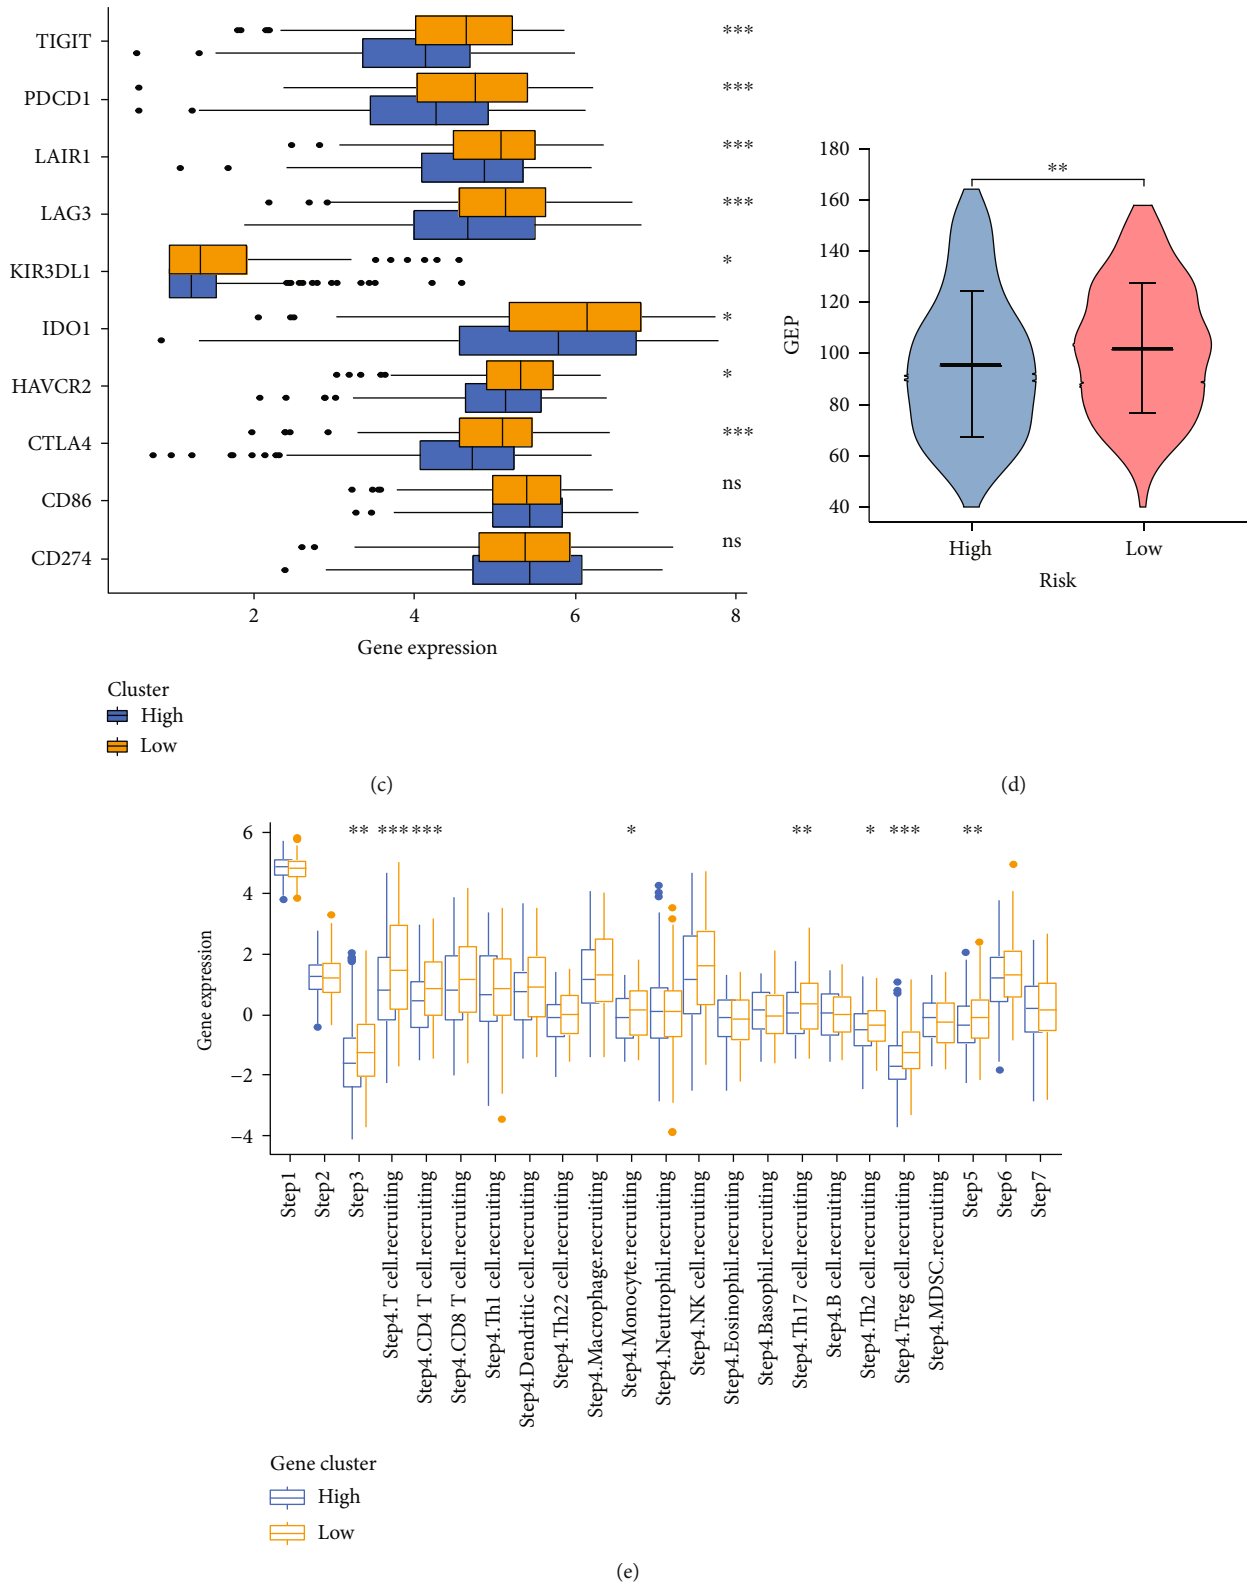 TIGIT
***
PDCD1
***
LAIR1
***
LAG3
***
KIR3DL1
*
IDO1
*
HAVCR2
*
CTLA4
***
CD86
ns
CD274
ns
2 4 6 8
Gene expression
Cluster
High
Low
(c)
180
160
140
120
100
80
60
40
GEP
**
High Low
Risk
(d)
6
4
2
0
−2
−4
Gene expression
** *** *** * ** * *** **
Step1
Step2
Step3
Step4.T cell.recruiting
Step4.CD4 T cell.recruiting
Step4.CD8 T cell.recruiting
Step4.Th1 cell.recruiting
Step4.Dendritic cell.recruiting
Step4.Th22 cell.recruiting
Step4.Macrophage.recruiting
Step4.Monocyte.recruiting
Step4.Neutrophil.recruiting
Step4.NK cell.recruiting
Step4.Eosinophil.recruiting
Step4.Basophil.recruiting
Step4.Th17 cell.recruiting
Step4.B cell.recruiting
Step4.Th2 cell.recruiting
Step4.Treg cell.recruiting
Step4.MDSC.recruiting
Step5
Step6
Step7
Gene cluster
High
Low
(e)